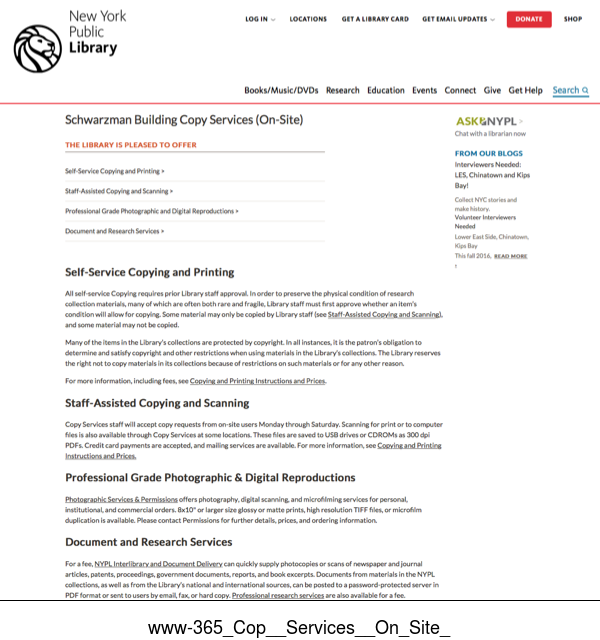 New York
Public
Library
LOG IN LOCATIONS GET A LIBRARY CARD GET EMAIL UPDATES DONATE SHOP
Books/Music/DVDs Research Education Events Connect Give Get Help Search
Schwarzman Building Copy Services (On-Site)
THE LIBRARY IS PLEASED TO OFFER
Self-Service Copying and Printing >
Staff-Assisted Copying and Scanning >
Professional Grade Photographic and Digital Reproductions >
Document and Research Services >
ASK NYPL >
Chat with a librarian now
FROM OUR BLOGS
Interviewers Needed:
LES, Chinatown and Kips
Bay!
Collect NYC stories and
make history.
Volunteer Interviewers
Needed
Lower East Side, Chinatown,
Kips Bay
This fall 2016, READ MORE
Self-Service Copying and Printing
All self-service Copying requires prior Library staff approval. In order to preserve the physical condition of research
collection materials, many of which are often both rare and fragile, Library staff must first approve whether an item's
condition will allow for copying. Some material may only be copied by Library staff (see Staff-Assisted Copying and Scanning),
and some material may not be copied.
Many of the items in the Library's collections are protected by copyright. In all instances, it is the patron's obligation to
determine and satisfy copyright and other restrictions when using materials in the Library's collections. The Library reserves
the right not to copy materials in its collections because of restrictions on such materials or for any other reason.
For more information, including fees, see Copying and Printing Instructions and Prices.
Staff-Assisted Copying and Scanning
Copy Services staff will accept copy requests from on-site users Monday through Saturday. Scanning for print or to computer
files is also available through Copy Services at some locations. These files are saved to USB drives or CDROMs as 300 dpi
PDFs. Credit card payments are accepted, and mailing services are available. For more information, see Copying and Printing
Instructions and Prices.
Professional Grade Photographic & Digital Reproductions
Photographic Services & Permissions offers photography, digital scanning, and microfilming services for personal,
institutional, and commercial orders. 8x10" or larger size glossy or matte prints, high resolution TIFF files, or microfilm
duplication is available. Please contact Permissions for further details, prices, and ordering information.
Document and Research Services
For a fee, NYPL Interlibrary and Document Delivery can quickly supply photocopies or scans of newspaper and journal
articles, patents, proceedings, government documents, reports, and book excerpts. Documents from materials in the NYPL
collections, as well as from the Library's national and international sources, can be posted to a password-protected server in
PDF format or sent to users by email, fax, or hard copy. Professional research services are also available for a fee.
www-365_Cop__Services__On_Site_